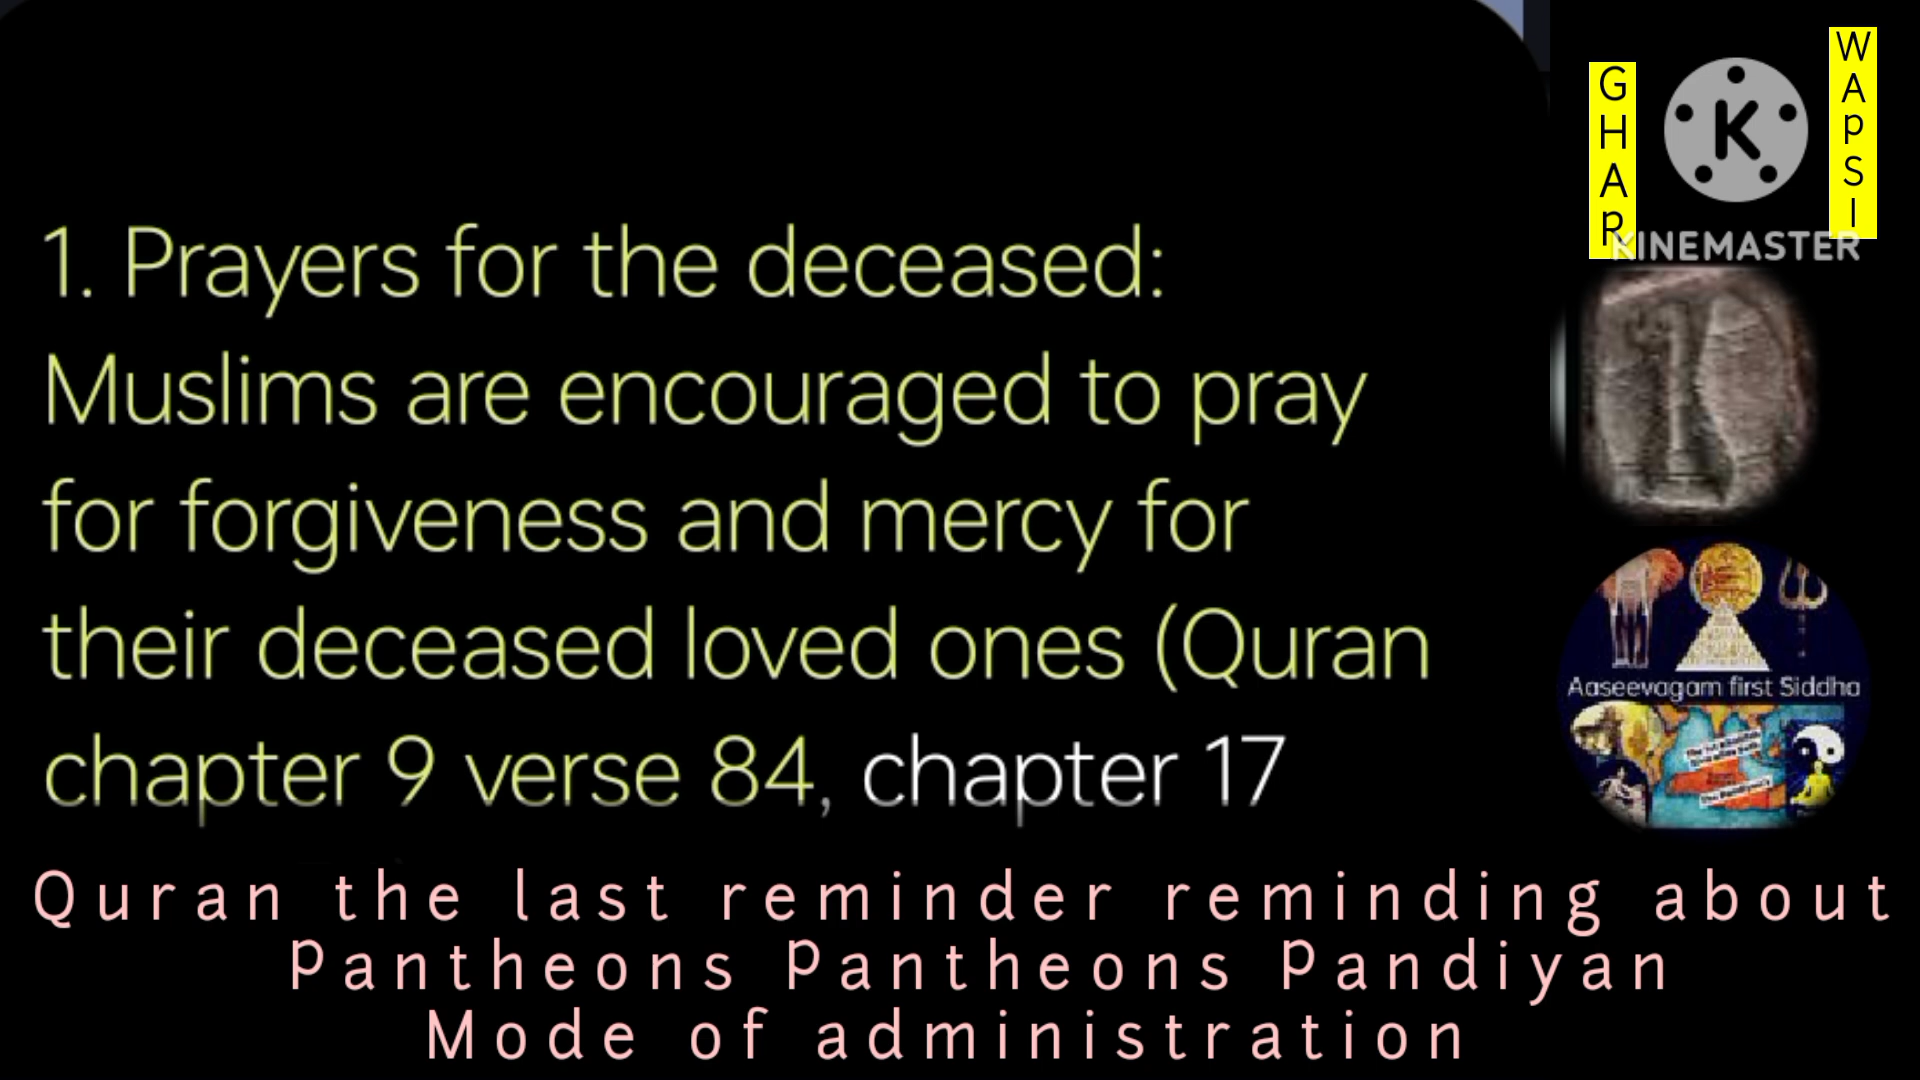 1. Prayers for the deceased:
Muslims are encouraged to pray
for forgiveness and mercy for
their deceased loved ones (Quran
chapter 9 verse 84, chapter 17
GHAP
WAPSI
K
KINEMASTER
Aaseevagam first Siddha
Quran the last reminder reminding about
Pantheons Pantheons Pandiyan
Mode of administration